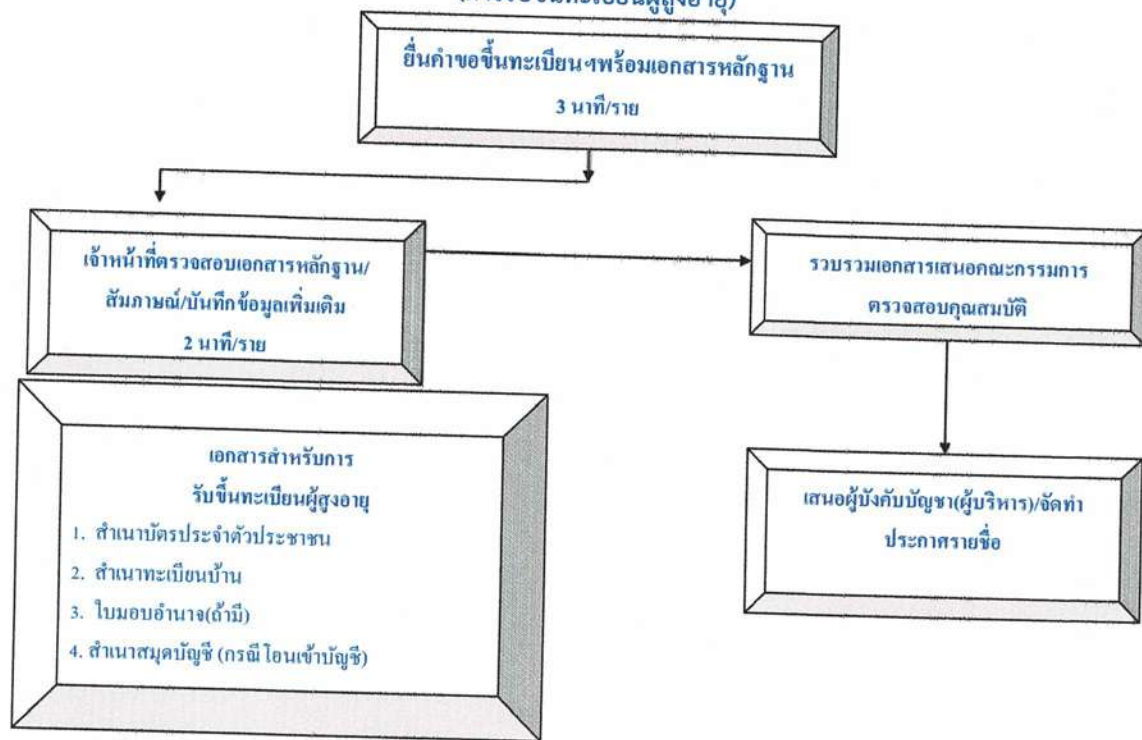 ขึ้นทะเบียนผู้สูงอายุ)
ยื่นคำขอขึ้นทะเบียนฯพร้อมเอกสารหลักฐาน
3 นาที/ราย
เจ้าหน้าที่ตรวจสอบเอกสารหลักฐาน/
สัมภาษณ์/บันทึกข้อมูลเพิ่มเติม
2 นาที/ราย
รวบรวมเอกสารเสนอคณะกรรมการ
ตรวจสอบคุณสมบัติ
เอกสารสำหรับการ
รับขึ้นทะเบียนผู้สูงอายุ
1. สำเนาบัตรประจำตัวประชาชน
2. สำเนาทะเบียนบ้าน
3. ใบมอบอำนาจ(ถ้ามี)
4. สำเนาสมุดบัญชี (กรณีโอนเข้าบัญชี)
เสนอผู้บังคับบัญชา(ผู้บริหาร)/จัดทำ
ประกาศรายชื่อ